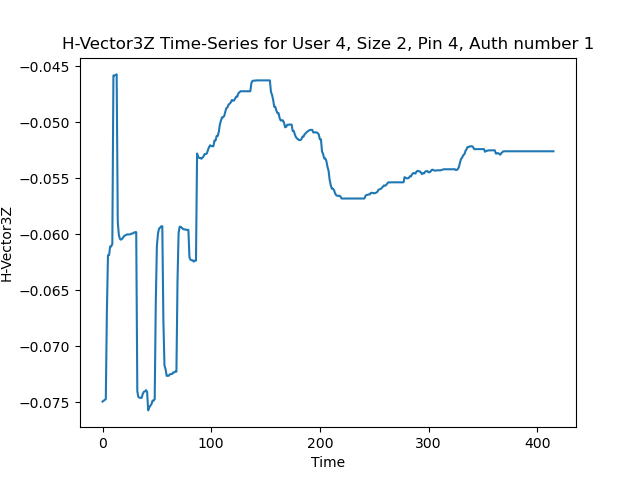 H-Vector3Z Time-Series for User 4, Size 2, Pin 4, Auth number 1
−0.045
−0.050
−0.055
−0.060
−0.065
−0.070
−0.075
H-Vector3Z
0 100 200 300 400
Time